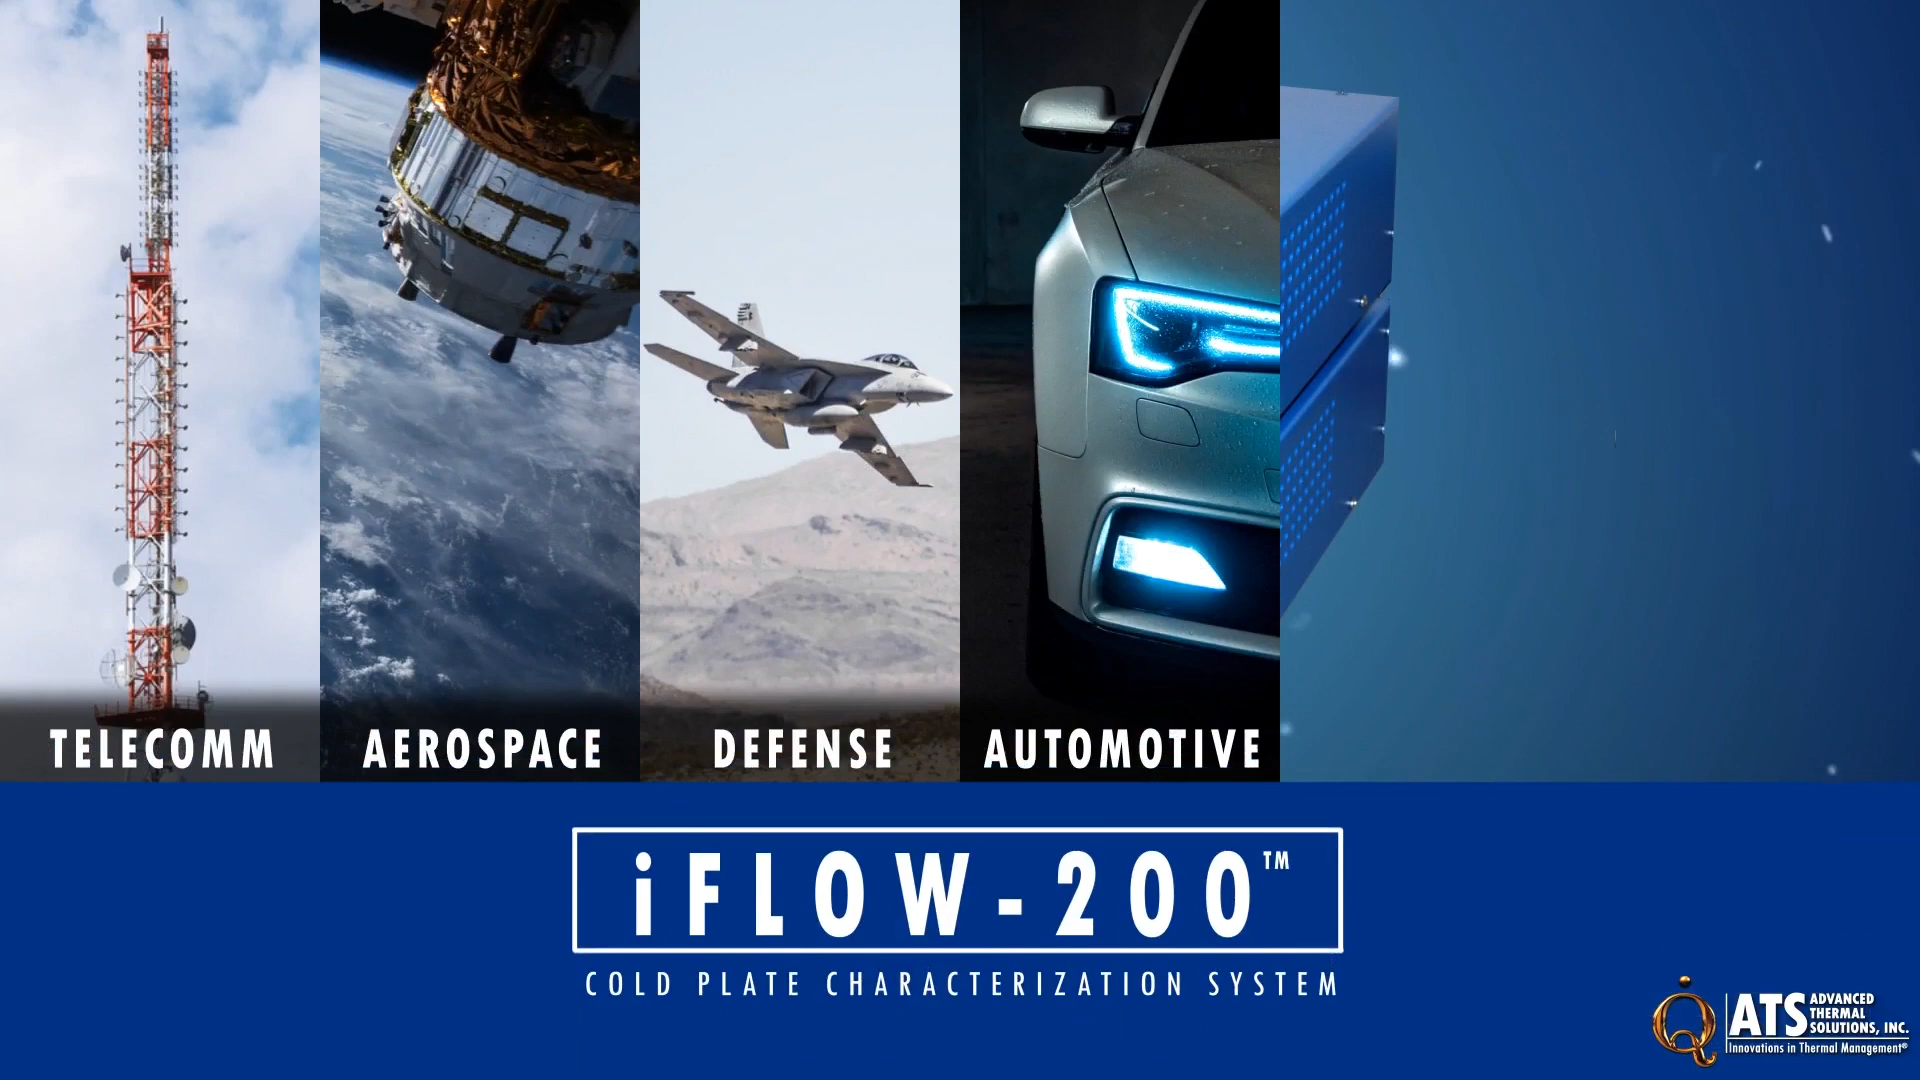 TELECOMM
AEROSPACE
DEFENSE
AUTOMOTIVE
iFLOW-200™
COLD PLATE CHARACTERIZATION SYSTEM
ATS
ADVANCED
THERMAL
SOLUTIONS, INC.
Innovations in Thermal Management®